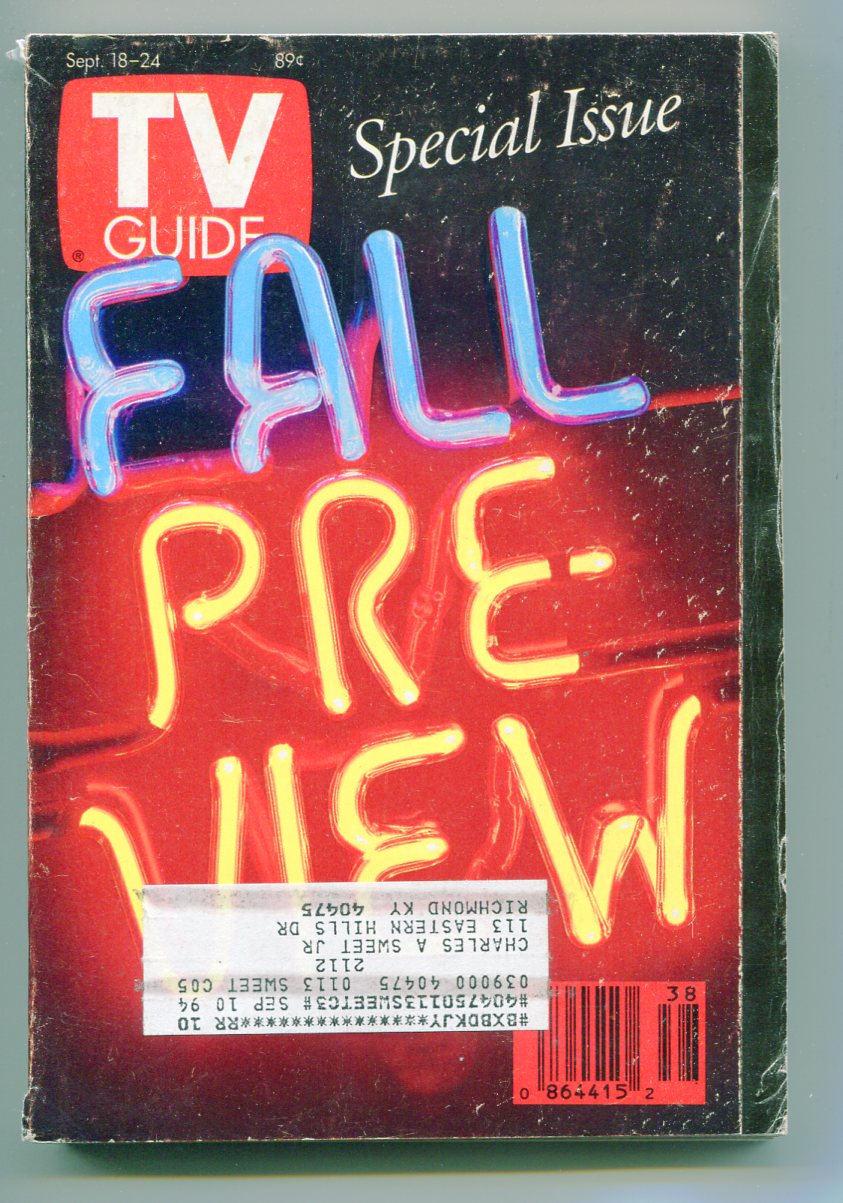 Sept. 18–24 89¢
TV
GUIDE
®
Special Issue
FALL
PRE-
VIEW
#BXBDKJY**********************RR 10
#404750113SWEETC3# SEP 10 94
039000 40475 0113 SWEET C05
2112
CHARLES A SWEET JR
113 EASTERN HILLS DR
RICHMOND KY 40475
38
0 864415 2